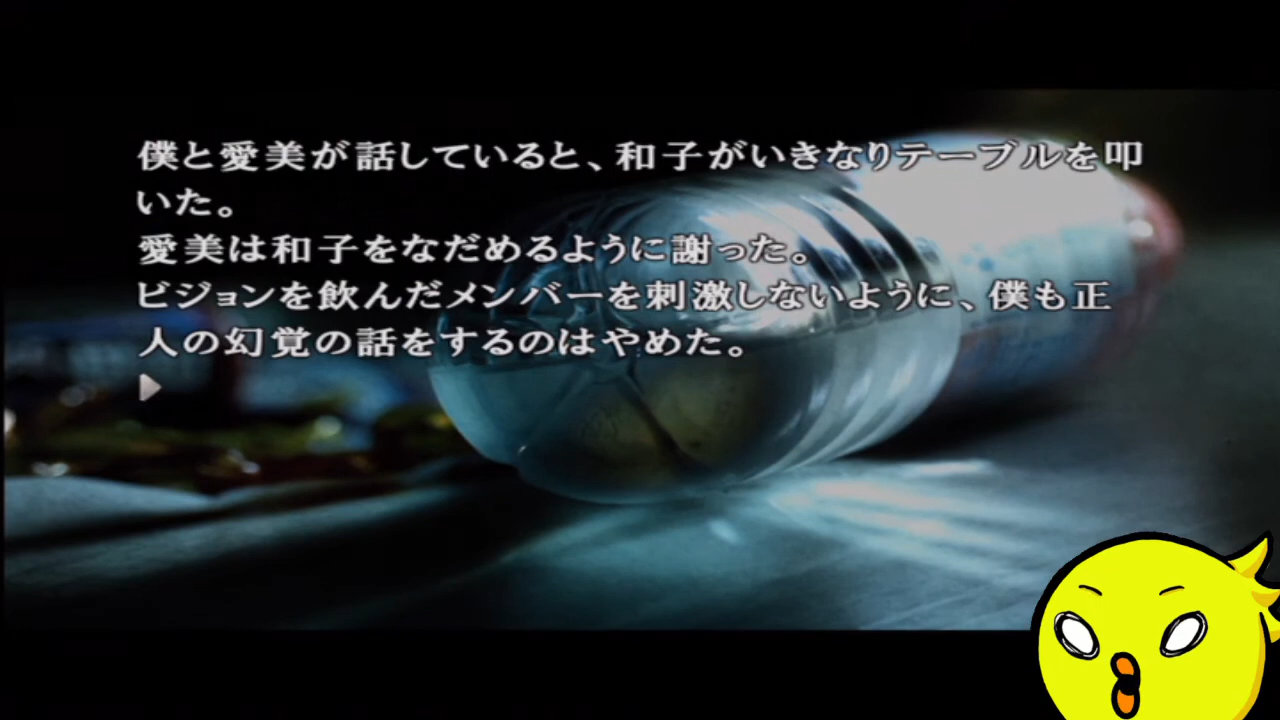 僕と愛美が話していると、和子がいきなりテーブルを叩
いた。
愛美は和子をなだめるように謝った。
ビジョンを飲んだメンバーを刺激しないように、僕も正
人の幻覚の話をするのはやめた。